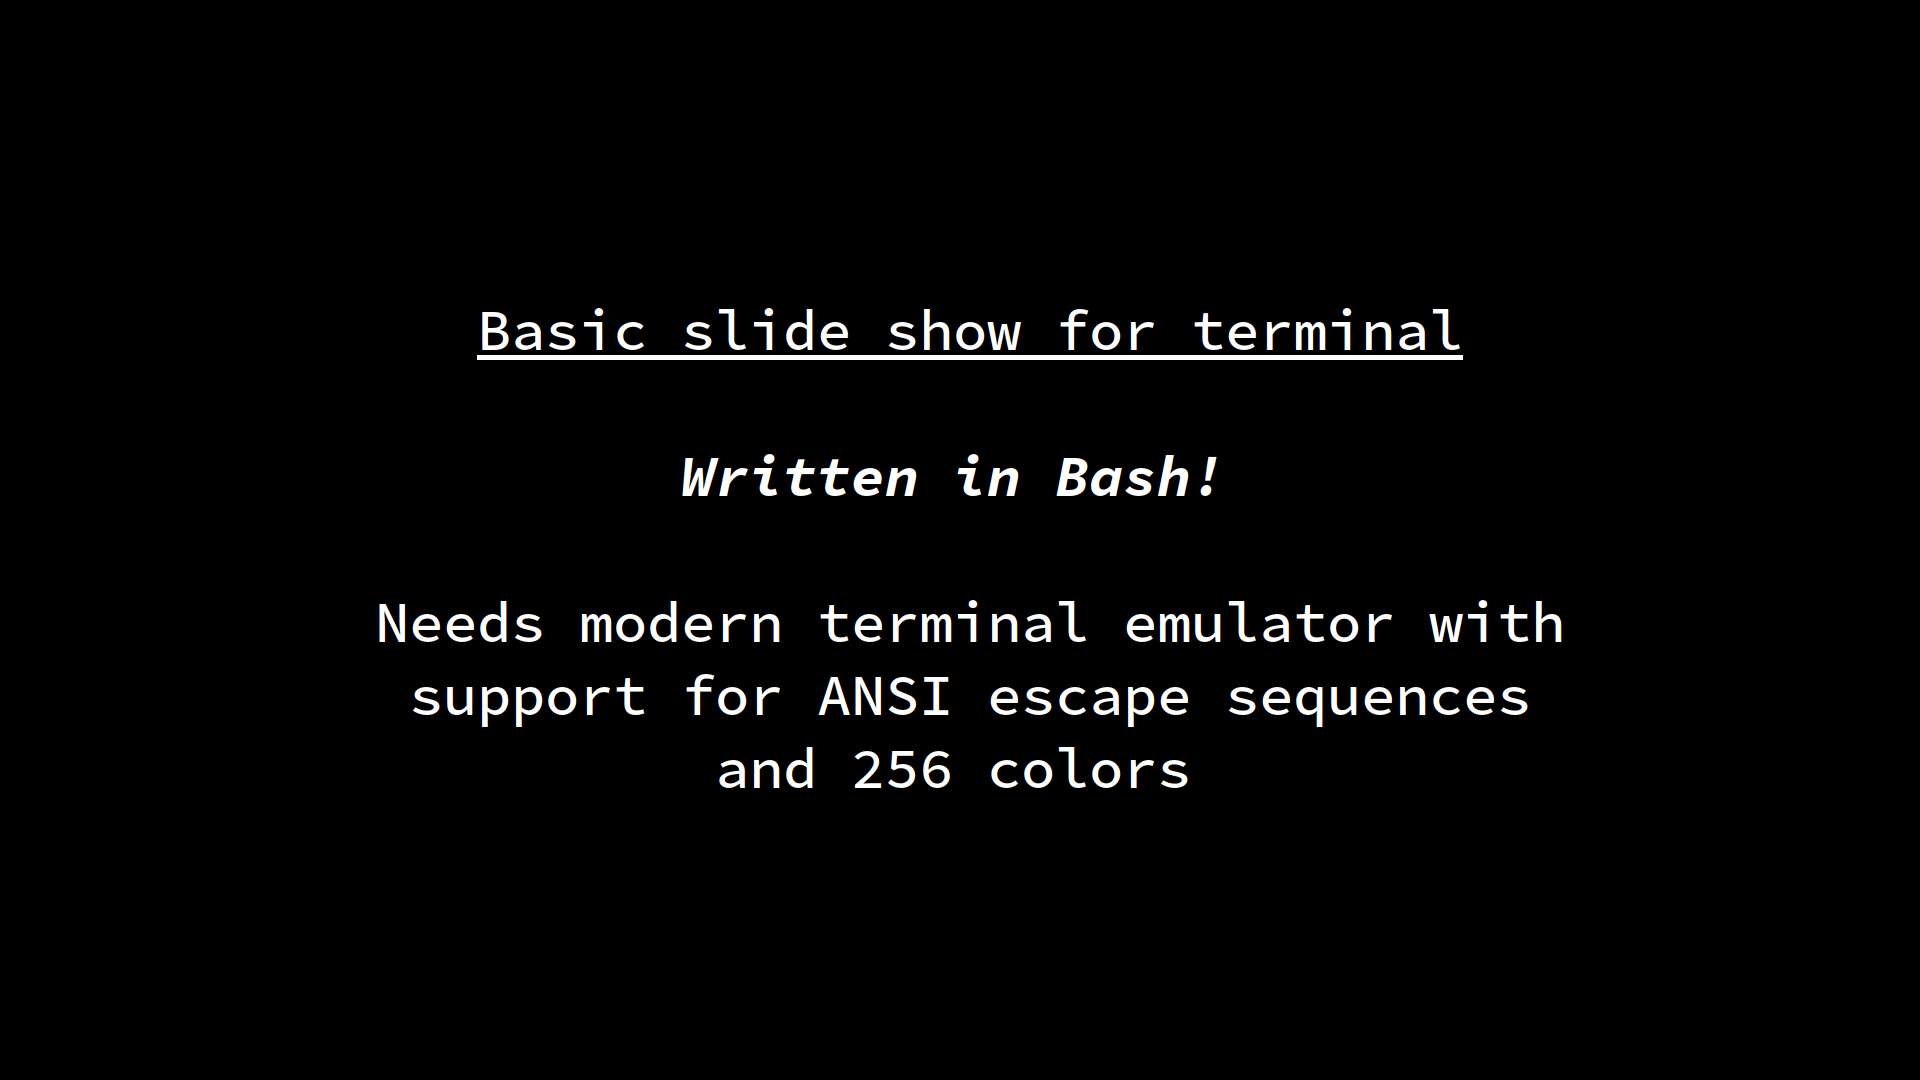 Basic slide show for terminal
Written in Bash!
Needs modern terminal emulator with
support for ANSI escape sequences
and 256 colors